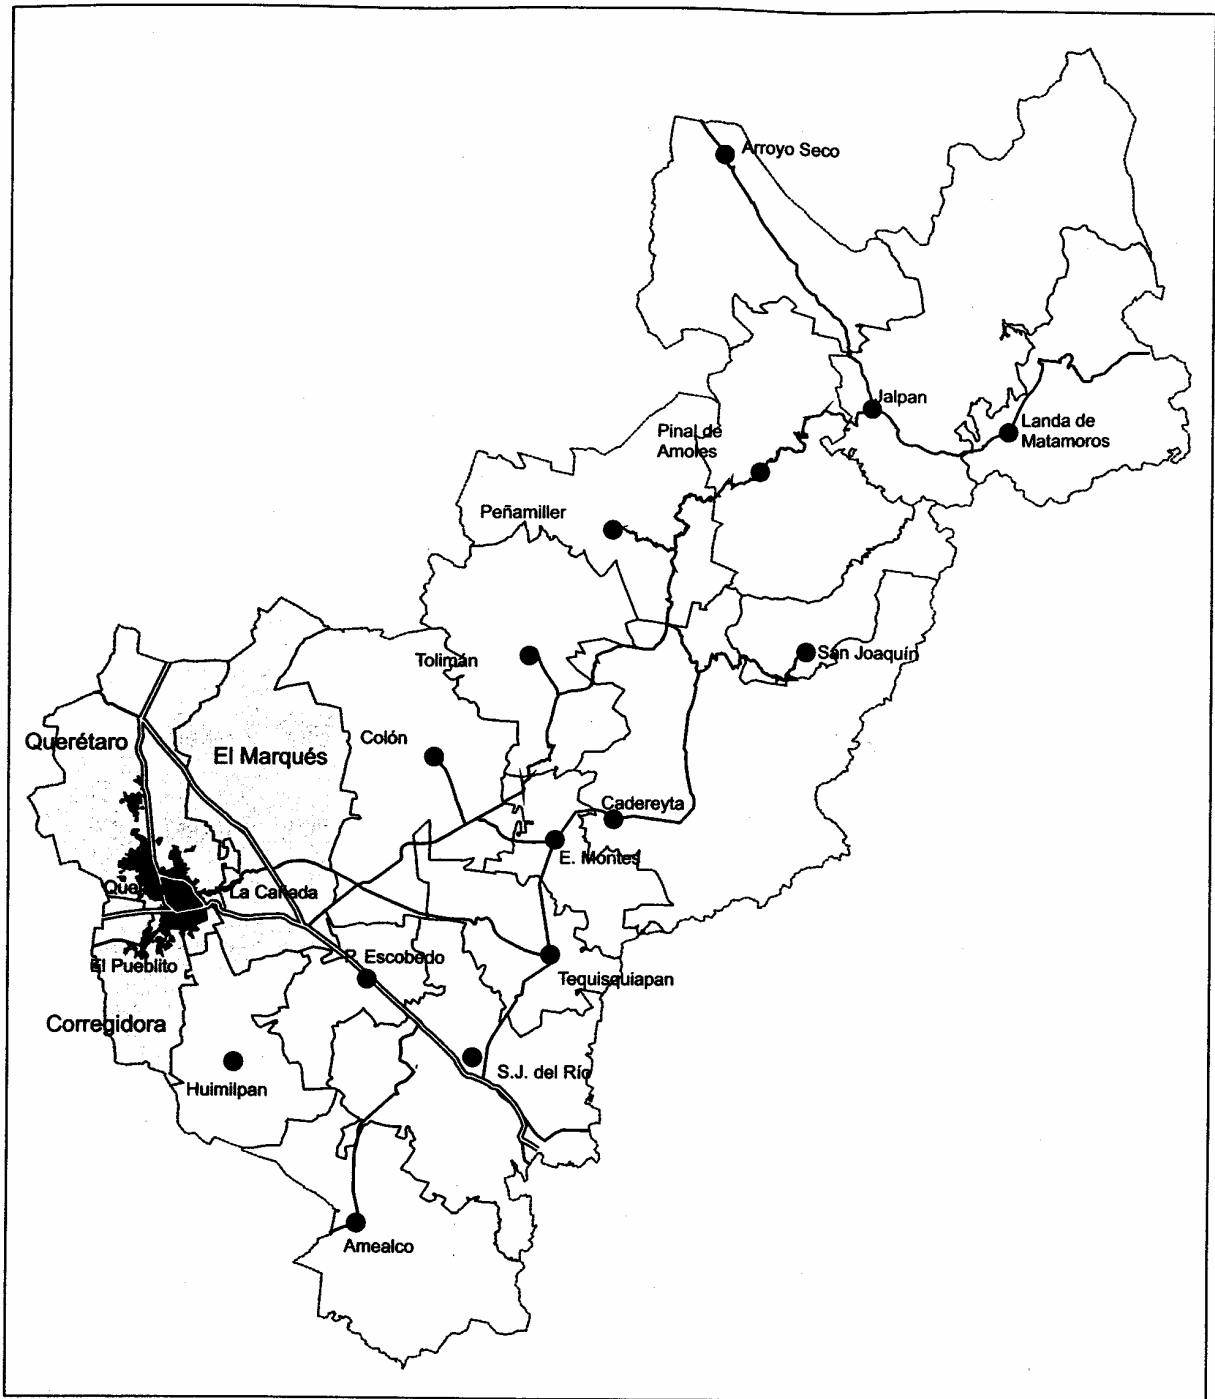 Arroyo Seco
Jalpan
Landa de
Matamoros
Pinal de
Amoles
Peñamiller
Tolimán
San Joaquín
Querétaro
El Marqués
Colón
Cadereyta
E. Montes
La Cañada
P. Escobedo
El Pueblito
Tequisquiapan
Corregidora
S.J. del Río
Huimilpan
Amealco